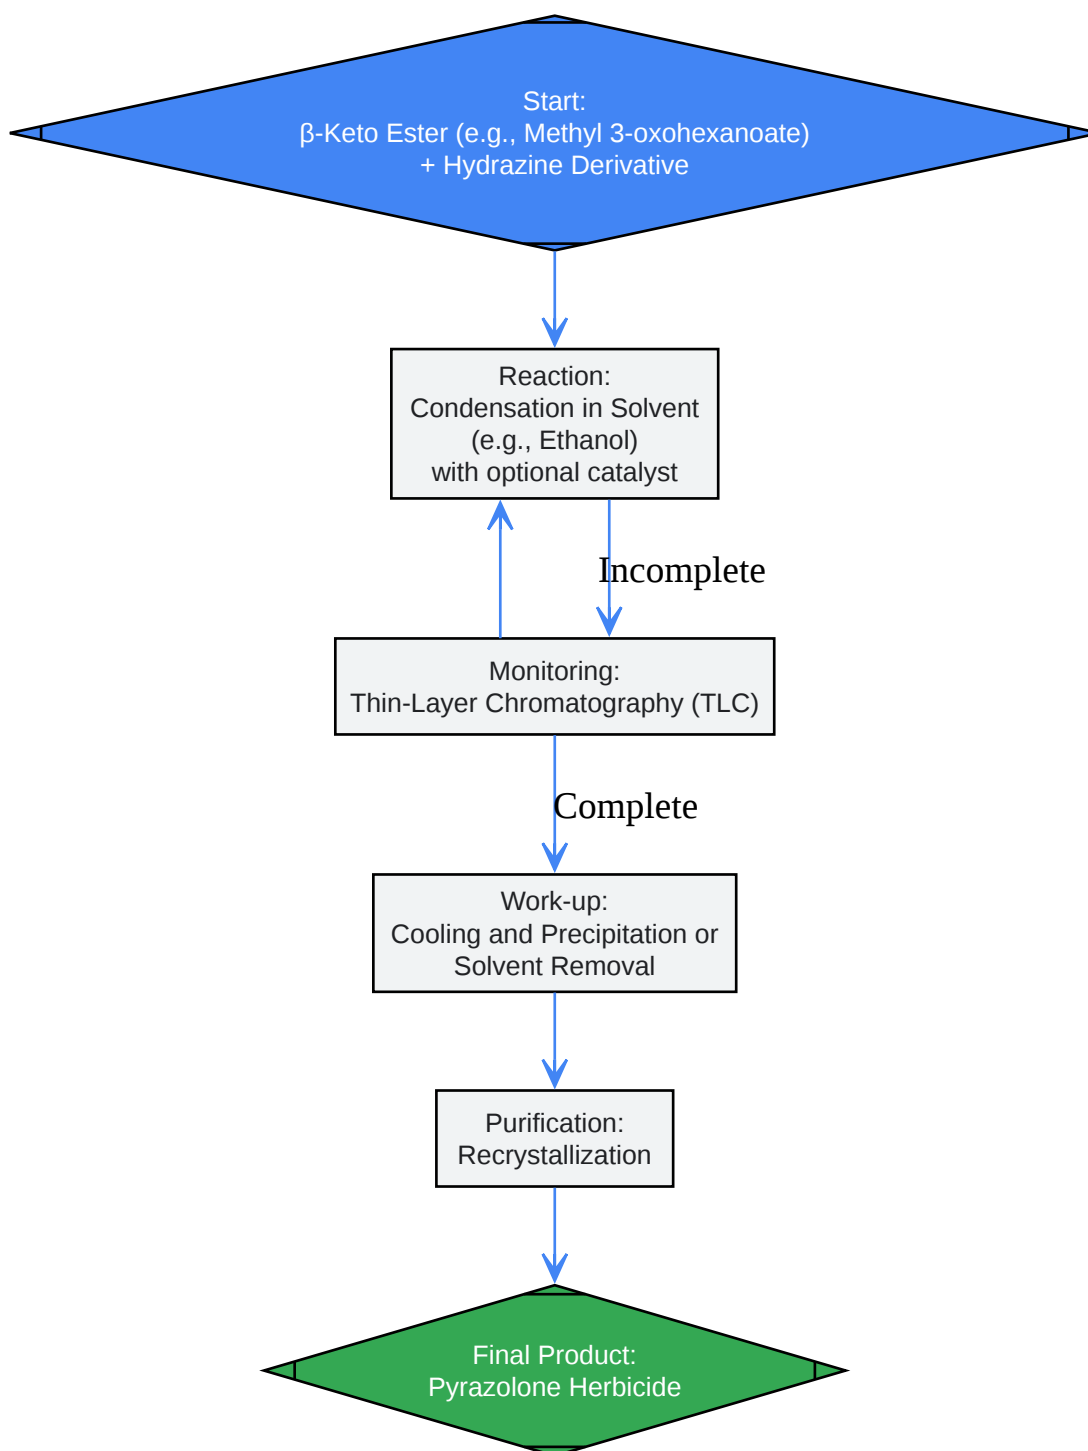 Start:
β-Keto Ester (e.g., Methyl 3-oxohexanoate)
+ Hydrazine Derivative
Reaction:
Condensation in Solvent
(e.g., Ethanol)
with optional catalyst
Incomplete
Monitoring:
Thin-Layer Chromatography (TLC)
Complete
Work-up:
Cooling and Precipitation or
Solvent Removal
Purification:
Recrystallization
Final Product:
Pyrazolone Herbicide